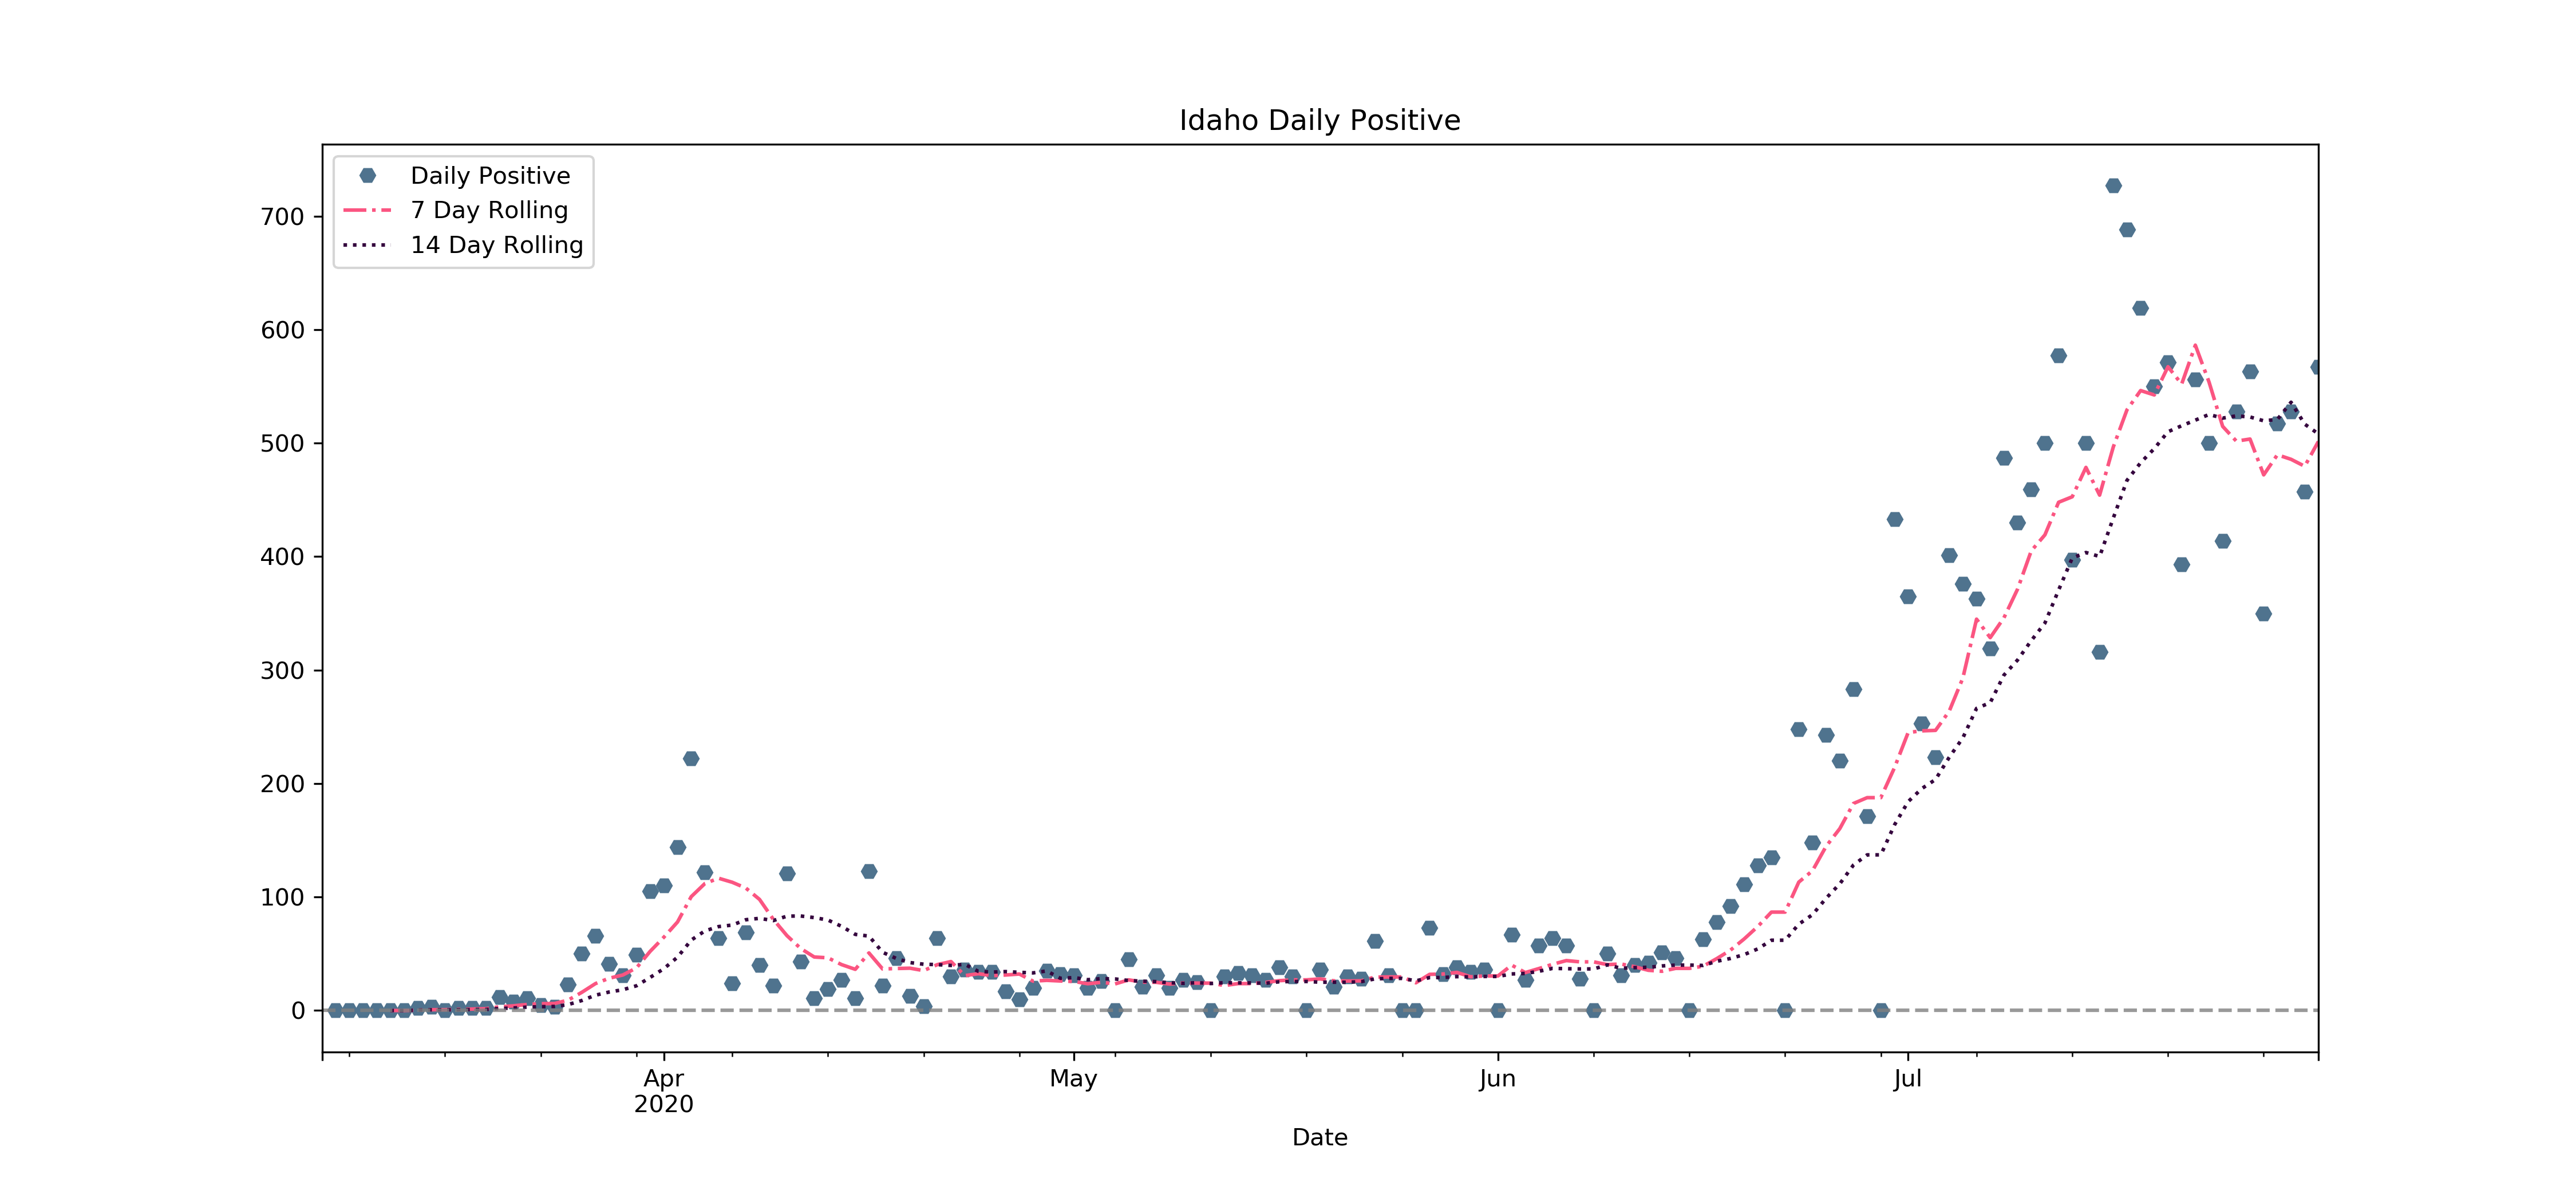 Idaho Daily Positive
Daily Positive
7 Day Rolling
14 Day Rolling
700
600
500
400
300
200
100
0
Apr May Jun Jul
2020
Date